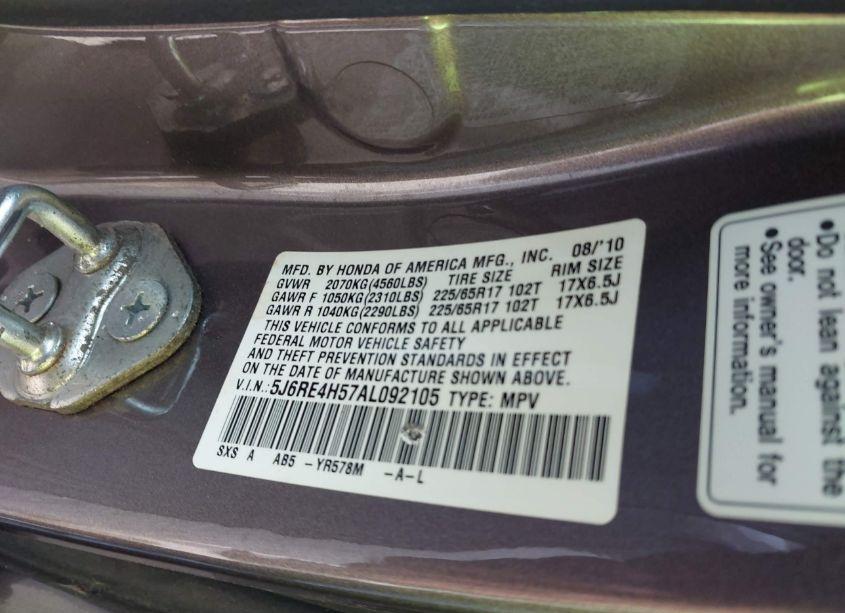 MFD. BY HONDA OF AMERICA MFG., INC. 08/'10
GVWR 2070KG(4560LBS) TIRE SIZE RIM SIZE
GAWR F 1050KG(2310LBS) 225/65R17 102T 17X6.5J
GAWR R 1040KG(2290LBS) 225/65R17 102T 17X6.5J
THIS VEHICLE CONFORMS TO ALL APPLICABLE
FEDERAL MOTOR VEHICLE SAFETY
AND THEFT PREVENTION STANDARDS IN EFFECT
ON THE DATE OF MANUFACTURE SHOWN ABOVE.
V.I.N.: 5J6RE4H57AL092105 TYPE: MPV
SXS A AB5 -YR578M -A-L
•Do not lean against the
door.
•See owner's manual for
more information.